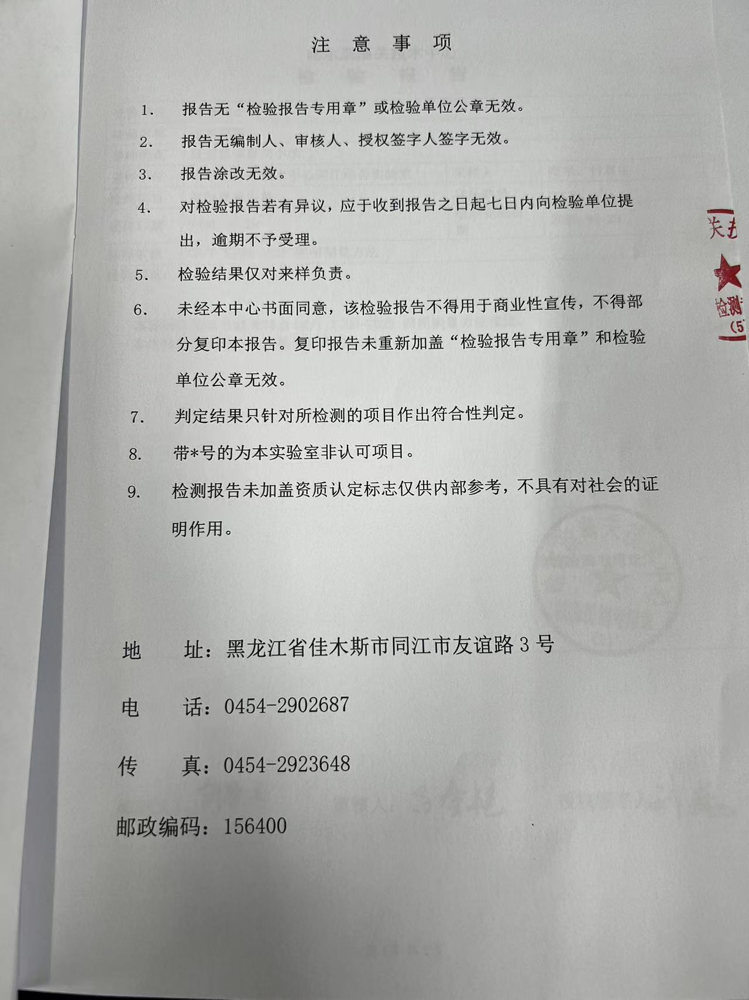 注 意 事 项
1. 报告无“检验报告专用章”或检验单位公章无效。
2. 报告无编制人、审核人、授权签字人签字无效。
3. 报告涂改无效。
4. 对检验报告若有异议，应于收到报告之日起七日内向检验单位提
出，逾期不予受理。
5. 检验结果仅对来样负责。
6. 未经本中心书面同意，该检验报告不得用于商业性宣传，不得部
分复印本报告。复印报告未重新加盖“检验报告专用章”和检验
单位公章无效。
7. 判定结果只针对所检测的项目作出符合性判定。
8. 带*号的为本实验室非认可项目。
9. 检测报告未加盖资质认定标志仅供内部参考，不具有对社会的证
明作用。
关
检测
(5
地 址：黑龙江省佳木斯市同江市友谊路 3 号
电 话：0454-2902687
传 真：0454-2923648
邮政编码：156400